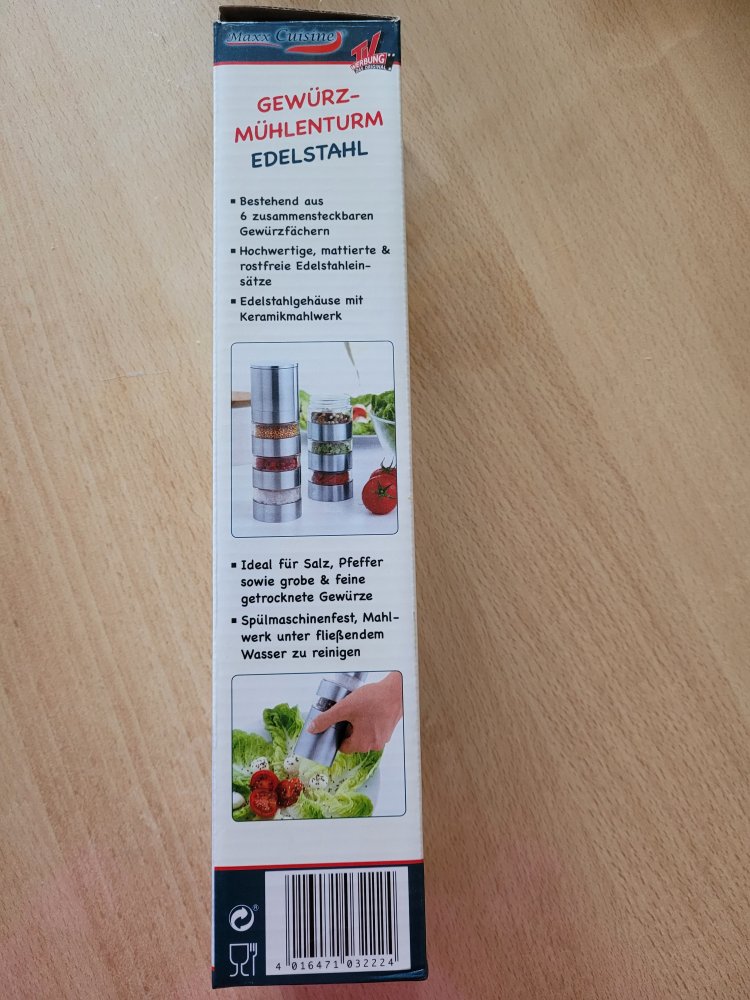 Maxx Cuisine
TV
WERBUNG
DAS ORIGINAL
GEWÜRZ-
MÜHLENTURM
EDELSTAHL
▪ Bestehend aus
6 zusammensteckbaren
Gewürzfächern
▪ Hochwertige, mattierte &
rostfreie Edelstahlein-
sätze
▪ Edelstahlgehäuse mit
Keramikmahlwerk
▪ Ideal für Salz, Pfeffer
sowie grobe & feine
getrocknete Gewürze
▪ Spülmaschinenfest, Mahl-
werk unter fließendem
Wasser zu reinigen
®
4 016471 032224